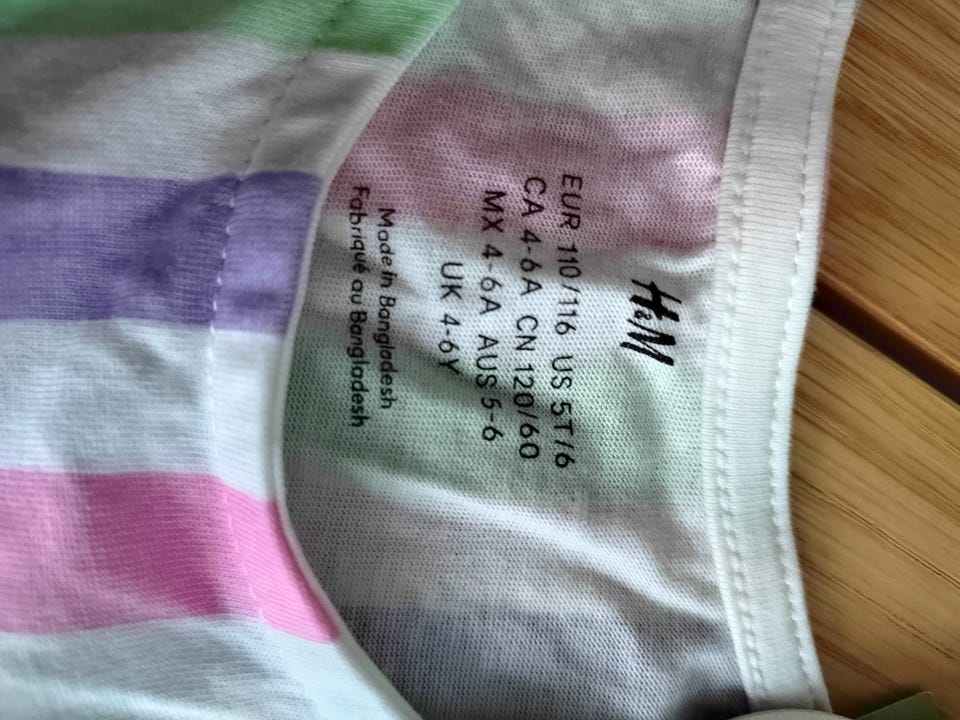 H&M
EUR 110/116 US 5T/6
CA 4-6A CN 120/60
MX 4-6A AUS 5-6
UK 4-6Y
Made in Bangladesh
Fabriqué au Bangladesh